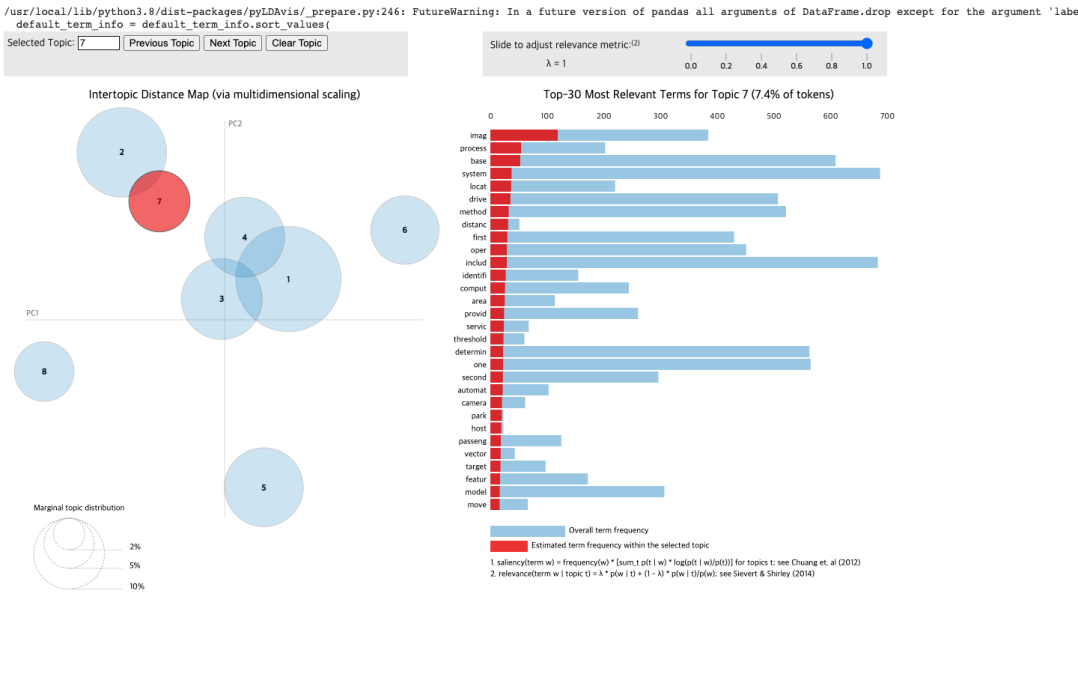 /usr/local/lib/python3.8/dist-packages/pyLDAvis/_prepare.py:246: FutureWarning: In a future version of pandas all arguments of DataFrame.drop except for the argument 'labe
default_term_info = default_term_info.sort_values(
Selected Topic: 7 Previous Topic Next Topic Clear Topic
Slide to adjust relevance metric:(2)
λ = 1
0.0 0.2 0.4 0.6 0.8 1.0
Intertopic Distance Map (via multidimensional scaling)
PC2
PC1
2
7
4
6
1
3
8
5
Marginal topic distribution
2%
5%
10%
Top-30 Most Relevant Terms for Topic 7 (7.4% of tokens)
0 100 200 300 400 500 600 700
imag
process
base
system
locat
drive
method
distanc
first
oper
includ
identifi
comput
area
provid
servic
threshold
determin
one
second
automat
camera
park
host
passeng
vector
target
featur
model
move
Overall term frequency
Estimated term frequency within the selected topic
1. saliency(term w) = frequency(w) * [sum_t p(t | w) * log(p(t | w)/p(t))] for topics t; see Chuang et. al (2012)
2. relevance(term w | topic t) = λ * p(w | t) + (1 - λ) * p(w | t)/p(w); see Sievert & Shirley (2014)